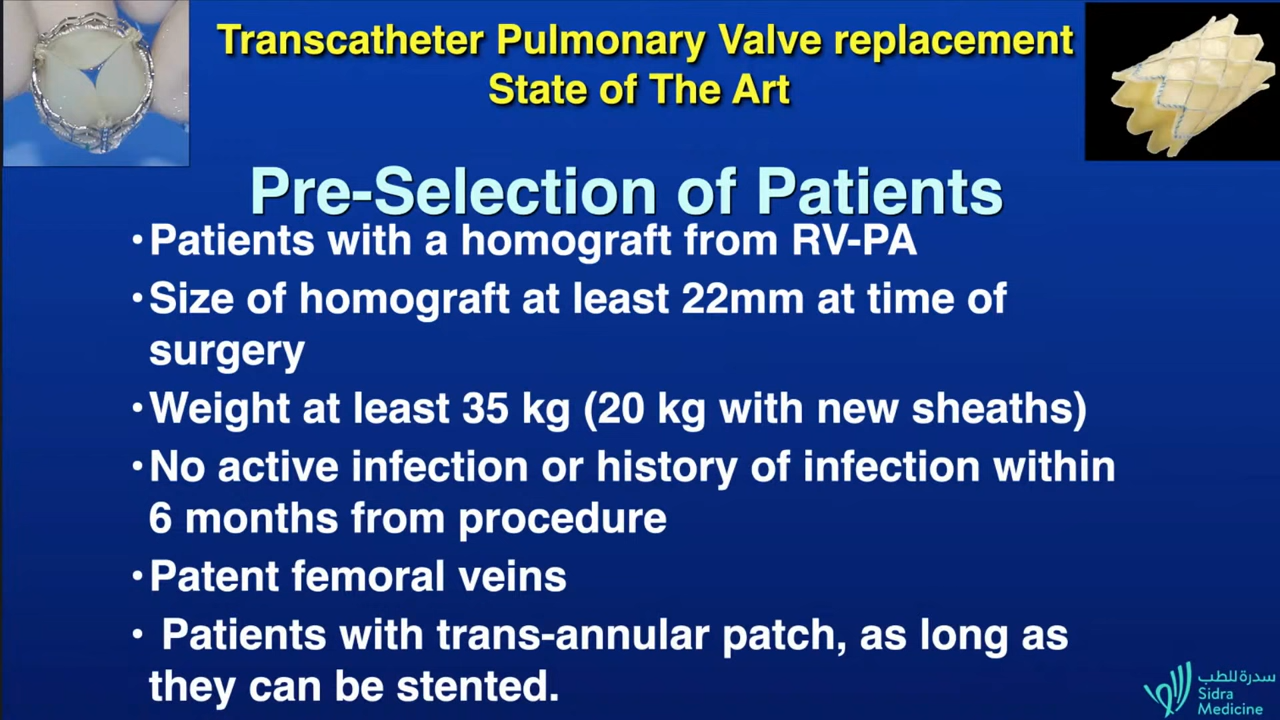 Transcatheter Pulmonary Valve replacement
State of The Art
Pre-Selection of Patients
•Patients with a homograft from RV-PA
•Size of homograft at least 22mm at time of
surgery
•Weight at least 35 kg (20 kg with new sheaths)
•No active infection or history of infection within
6 months from procedure
•Patent femoral veins
• Patients with trans-annular patch, as long as
they can be stented.
سدرة للطب
Sidra
Medicine